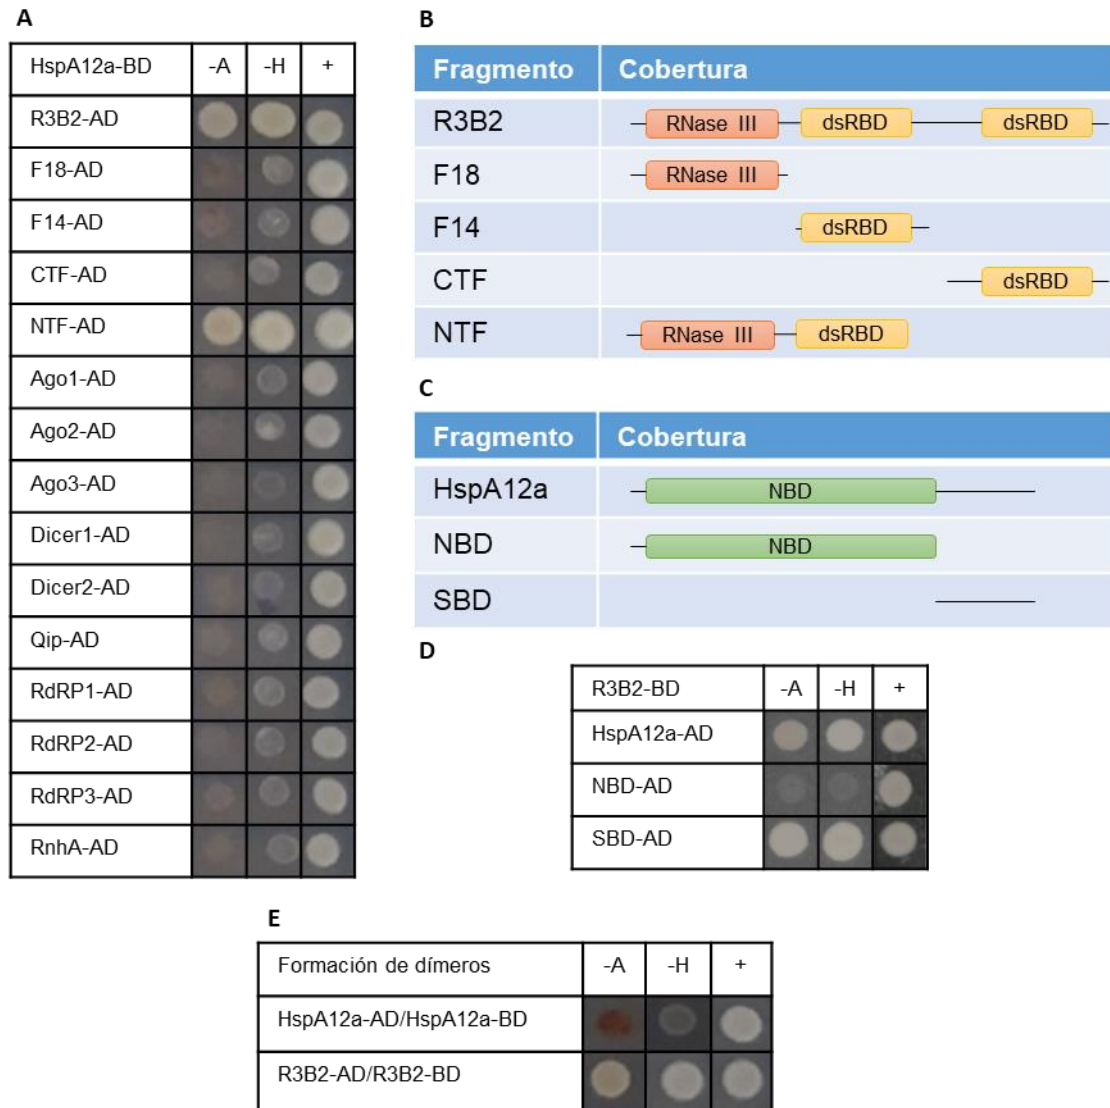 A
HspA12a-BD -A -H +
R3B2-AD
F18-AD
F14-AD
CTF-AD
NTF-AD
Ago1-AD
Ago2-AD
Ago3-AD
Dicer1-AD
Dicer2-AD
Qip-AD
RdRP1-AD
RdRP2-AD
RdRP3-AD
RnhA-AD
B
Fragmento Cobertura
R3B2 RNase III dsRBD dsRBD
F18 RNase III
F14 dsRBD
CTF dsRBD
NTF RNase III dsRBD
C
Fragmento Cobertura
HspA12a NBD
NBD NBD
SBD
D
R3B2-BD -A -H +
HspA12a-AD
NBD-AD
SBD-AD
E
Formación de dímeros -A -H +
HspA12a-AD/HspA12a-BD
R3B2-AD/R3B2-BD